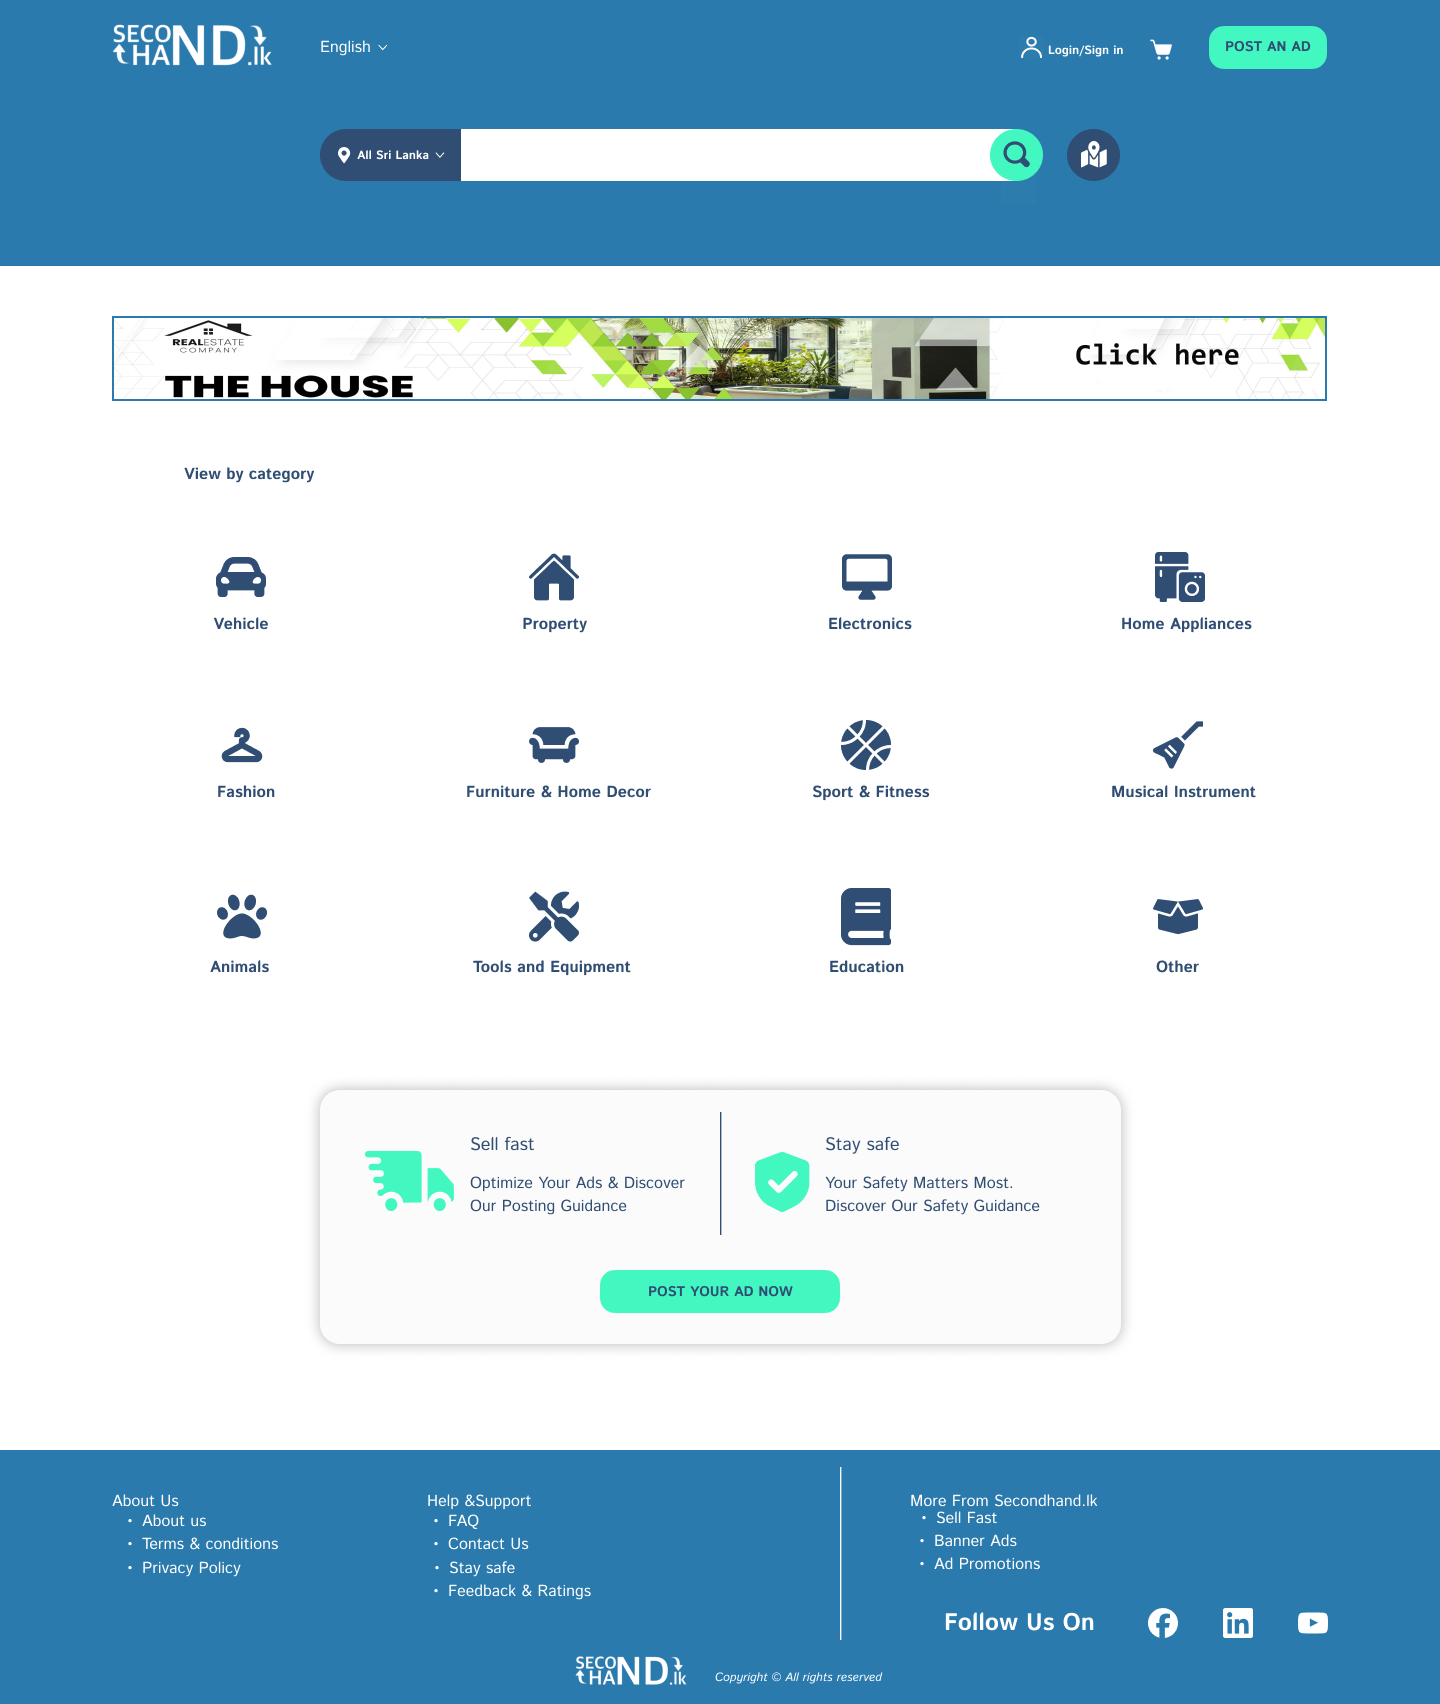 SECOND
HAND.lk
English
Login/Sign in
POST AN AD
All Sri Lanka
REALESTATE
COMPANY
THE HOUSE
Click here
View by category
Vehicle
Property
Electronics
Home Appliances
Fashion
Furniture & Home Decor
Sport & Fitness
Musical Instrument
Animals
Tools and Equipment
Education
Other
Sell fast
Optimize Your Ads & Discover
Our Posting Guidance
Stay safe
Your Safety Matters Most.
Discover Our Safety Guidance
POST YOUR AD NOW
About Us
• About us
• Terms & conditions
• Privacy Policy
Help &Support
• FAQ
• Contact Us
• Stay safe
• Feedback & Ratings
More From Secondhand.lk
• Sell Fast
• Banner Ads
• Ad Promotions
Follow Us On
SECOND
HAND.lk
Copyright © All rights reserved